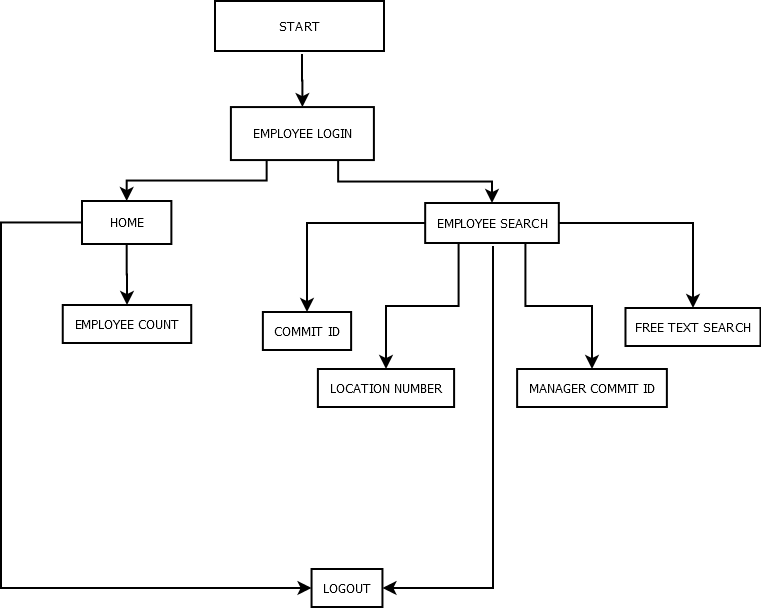 START
EMPLOYEE LOGIN
HOME
EMPLOYEE SEARCH
EMPLOYEE COUNT
COMMIT ID
FREE TEXT SEARCH
LOCATION NUMBER
MANAGER COMMIT ID
LOGOUT